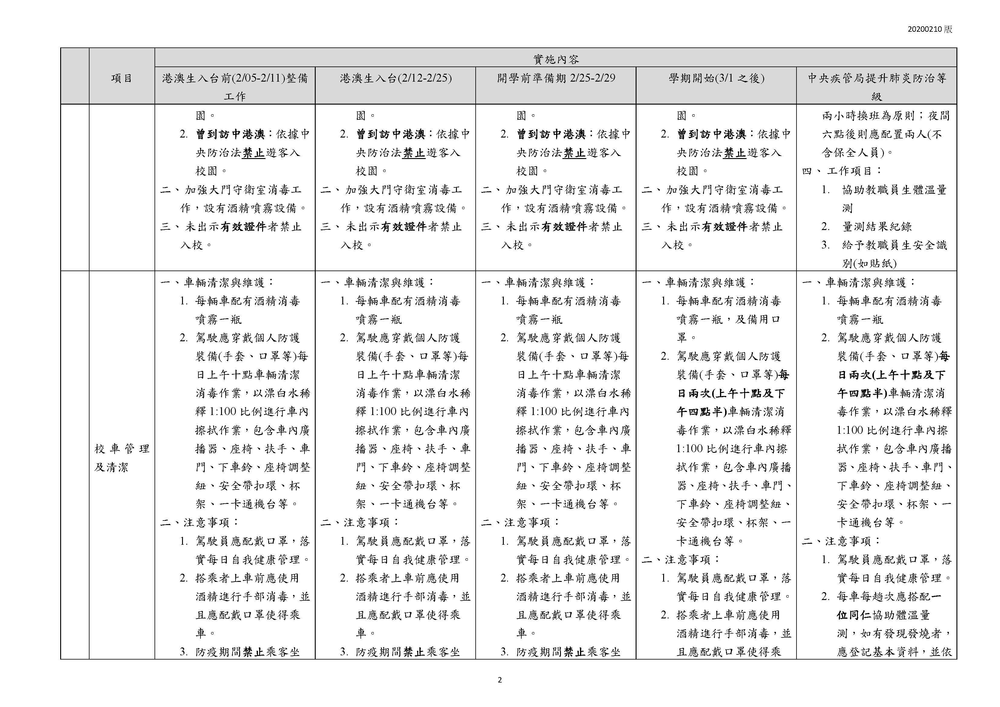 20200210 版
實施內容
項目
港澳生入台前(2/05-2/11)整備
工作
港澳生入台(2/12-2/25)
開學前準備期 2/25-2/29
學期開始(3/1 之後)
中央疾管局提升肺炎防治等
級
園。
2. 曾到訪中港澳：依據中
央防治法禁止遊客入
校園。
二、加強大門守衛室消毒工
作，設有酒精噴霧設備。
三、未出示有效證件者禁止
入校。
園。
2. 曾到訪中港澳：依據中
央防治法禁止遊客入
校園。
二、加強大門守衛室消毒工
作，設有酒精噴霧設備。
三、未出示有效證件者禁止
入校。
園。
2. 曾到訪中港澳：依據中
央防治法禁止遊客入
校園。
二、加強大門守衛室消毒工
作，設有酒精噴霧設備。
三、未出示有效證件者禁止
入校。
園。
2. 曾到訪中港澳：依據中
央防治法禁止遊客入
校園。
二、加強大門守衛室消毒工
作，設有酒精噴霧設備。
三、未出示有效證件者禁止
入校。
兩小時換班為原則；夜間
六點後則應配置兩人(不
含保全人員)。
四、工作項目：
1. 協助教職員生體溫量
測
2. 量測結果紀錄
3. 給予教職員生安全識
別(如貼紙)
校車管理
及清潔
一、車輛清潔與維護：
1. 每輛車配有酒精消毒
噴霧一瓶
2. 駕駛應穿戴個人防護
裝備(手套、口罩等)每
日上午十點車輛清潔
消毒作業，以漂白水稀
釋 1:100 比例進行車內
擦拭作業，包含車內廣
播器、座椅、扶手、車
門、下車鈴、座椅調整
紐、安全帶扣環、杯
架、一卡通機台等。
二、注意事項：
1. 駕駛員應配戴口罩，落
實每日自我健康管理。
2. 搭乘者上車前應使用
酒精進行手部消毒，並
且應配戴口罩使得乘
車。
3. 防疫期間禁止乘客坐
一、車輛清潔與維護：
1. 每輛車配有酒精消毒
噴霧一瓶
2. 駕駛應穿戴個人防護
裝備(手套、口罩等)每
日上午十點車輛清潔
消毒作業，以漂白水稀
釋 1:100 比例進行車內
擦拭作業，包含車內廣
播器、座椅、扶手、車
門、下車鈴、座椅調整
紐、安全帶扣環、杯
架、一卡通機台等。
二、注意事項：
1. 駕駛員應配戴口罩，落
實每日自我健康管理。
2. 搭乘者上車前應使用
酒精進行手部消毒，並
且應配戴口罩使得乘
車。
3. 防疫期間禁止乘客坐
一、車輛清潔與維護：
1. 每輛車配有酒精消毒
噴霧一瓶
2. 駕駛應穿戴個人防護
裝備(手套、口罩等)每
日上午十點車輛清潔
消毒作業，以漂白水稀
釋 1:100 比例進行車內
擦拭作業，包含車內廣
播器、座椅、扶手、車
門、下車鈴、座椅調整
紐、安全帶扣環、杯
架、一卡通機台等。
二、注意事項：
1. 駕駛員應配戴口罩，落
實每日自我健康管理。
2. 搭乘者上車前應使用
酒精進行手部消毒，並
且應配戴口罩使得乘
車。
3. 防疫期間禁止乘客坐
一、車輛清潔與維護：
1. 每輛車配有酒精消毒
噴霧一瓶，及備用口
罩。
2. 駕駛應穿戴個人防護
裝備(手套、口罩等)每
日兩次(上午十點及下
午四點半)車輛清潔消
毒作業，以漂白水稀釋
1:100 比例進行車內擦
拭作業，包含車內廣播
器、座椅、扶手、車門、
下車鈴、座椅調整紐、
安全帶扣環、杯架、一
卡通機台等。
二、注意事項：
1. 駕駛員應配戴口罩，落
實每日自我健康管理。
2. 搭乘者上車前應使用
酒精進行手部消毒，並
且應配戴口罩使得乘
一、車輛清潔與維護：
1. 每輛車配有酒精消毒
噴霧一瓶
2. 駕駛應穿戴個人防護
裝備(手套、口罩等)每
日兩次(上午十點及下
午四點半)車輛清潔消
毒作業，以漂白水稀釋
1:100 比例進行車內擦
拭作業，包含車內廣播
器、座椅、扶手、車門、
下車鈴、座椅調整紐、
安全帶扣環、杯架、一
卡通機台等。
二、注意事項：
1. 駕駛員應配戴口罩，落
實每日自我健康管理。
2. 每車每趟次應搭配一
位同仁協助體溫量
測，如有發現發燒者，
應登記基本資料，並依
2